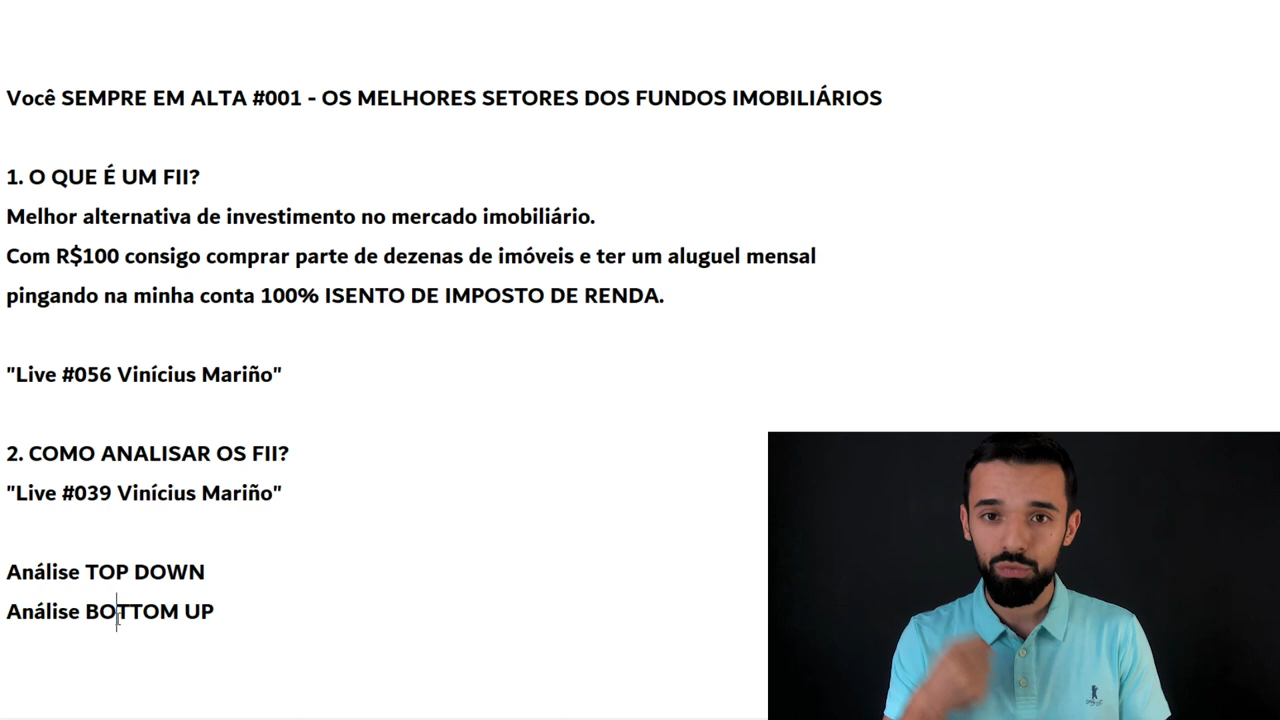 Você SEMPRE EM ALTA #001 - OS MELHORES SETORES DOS FUNDOS IMOBILIÁRIOS
1. O QUE É UM FII?
Melhor alternativa de investimento no mercado imobiliário.
Com R$100 consigo comprar parte de dezenas de imóveis e ter um aluguel mensal
pingando na minha conta 100% ISENTO DE IMPOSTO DE RENDA.
"Live #056 Vinícius Mariño"
2. COMO ANALISAR OS FII?
"Live #039 Vinícius Mariño"
Análise TOP DOWN
Análise BOTTOM UP